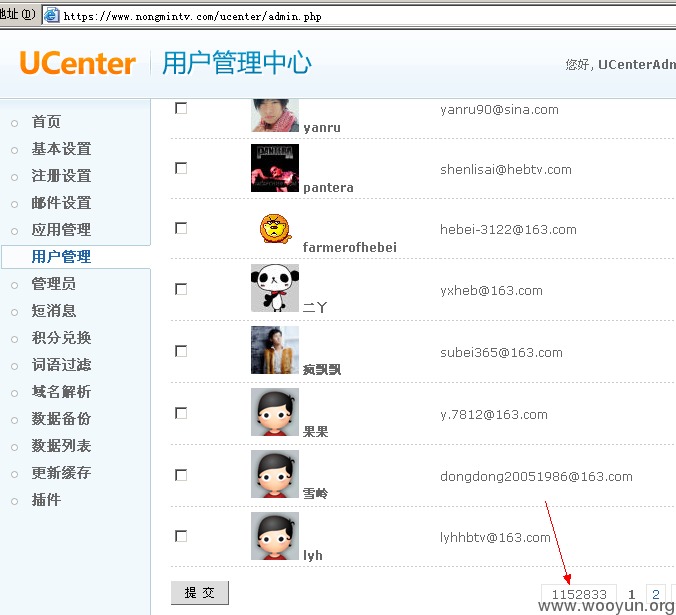 地址(D) https://www.nongmintv.com/ucenter/admin.php
UCenter 用户管理中心
您好, UCenterAdm
首页
基本设置
注册设置
邮件设置
应用管理
用户管理
管理员
短消息
积分兑换
词语过滤
域名解析
数据备份
数据列表
更新缓存
插件
yanru yanru90@sina.com
pantera shenlisai@hebtv.com
farmerofhebei hebei-3122@163.com
二丫 yxheb@163.com
疯飘飘 subei365@163.com
果果 y.7812@163.com
雪岭 dongdong20051986@163.com
lyh lyhhbtv@163.com
提 交
1152833 1 2
www.wooyun.org